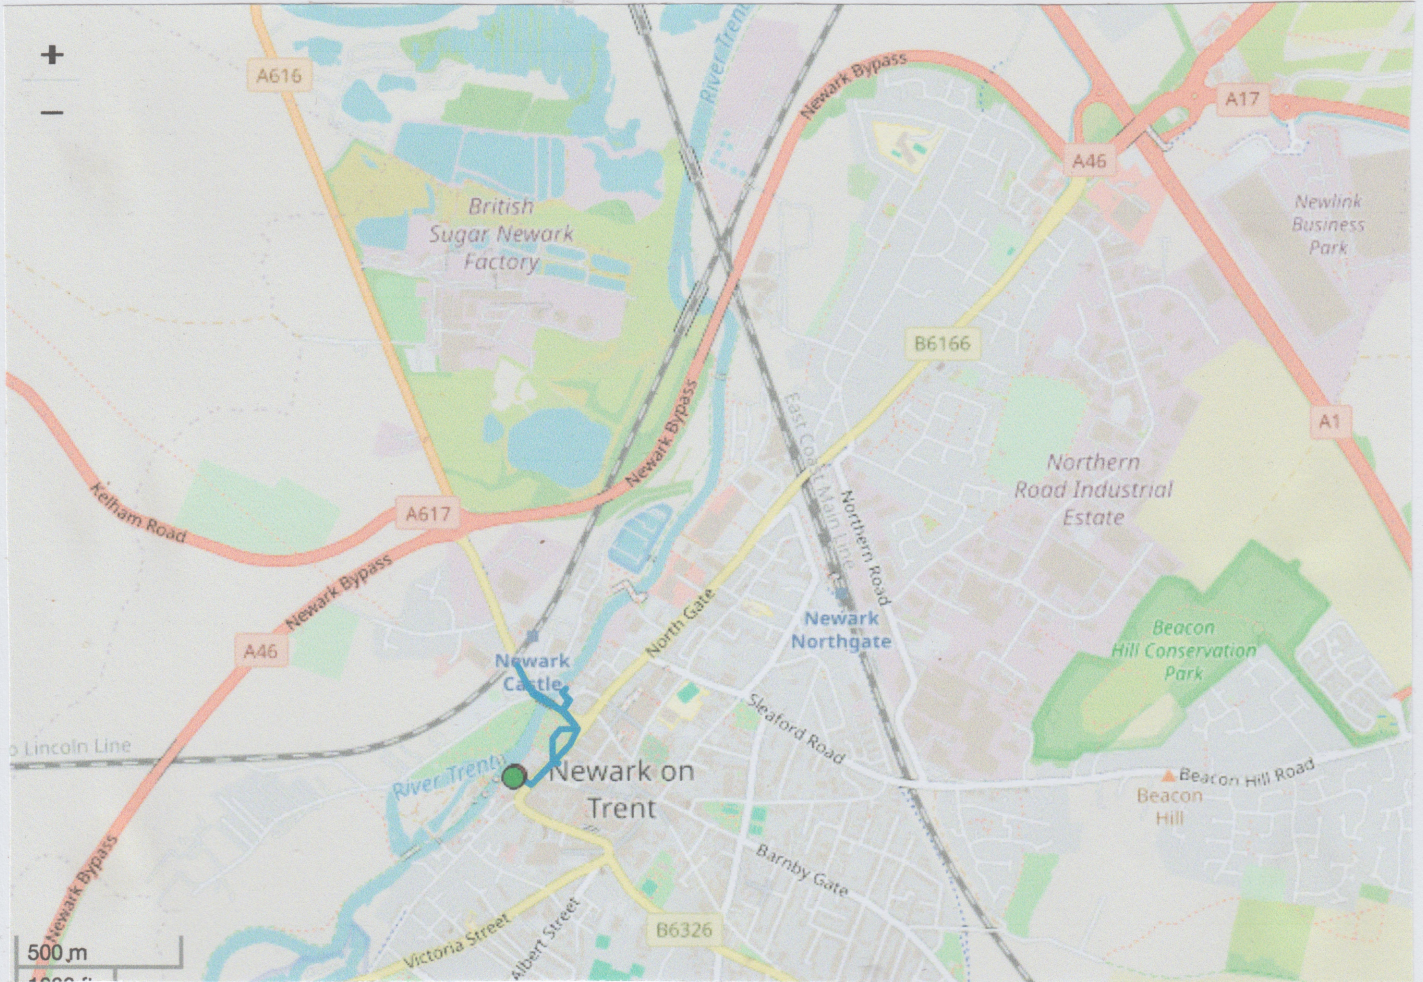 +
−
A616
River Trent
Newark Bypass
A17
A46
British
Sugar Newark
Factory
Newlink
Business
Park
B6166
East Coast Main Line
A1
Newark Bypass
Northern
Road Industrial
Estate
Kelham Road
A617
Northern Road
Newark Bypass
North Gate
Newark
Northgate
Beacon
Hill Conservation
Park
A46
Newark
Castle
Sleaford Road
Lincoln Line
River Trent
Newark on
Trent
Beacon Hill Road
Beacon
Hill
Newark Bypass
Barnby Gate
Victoria Street
Albert Street
B6326
500 m